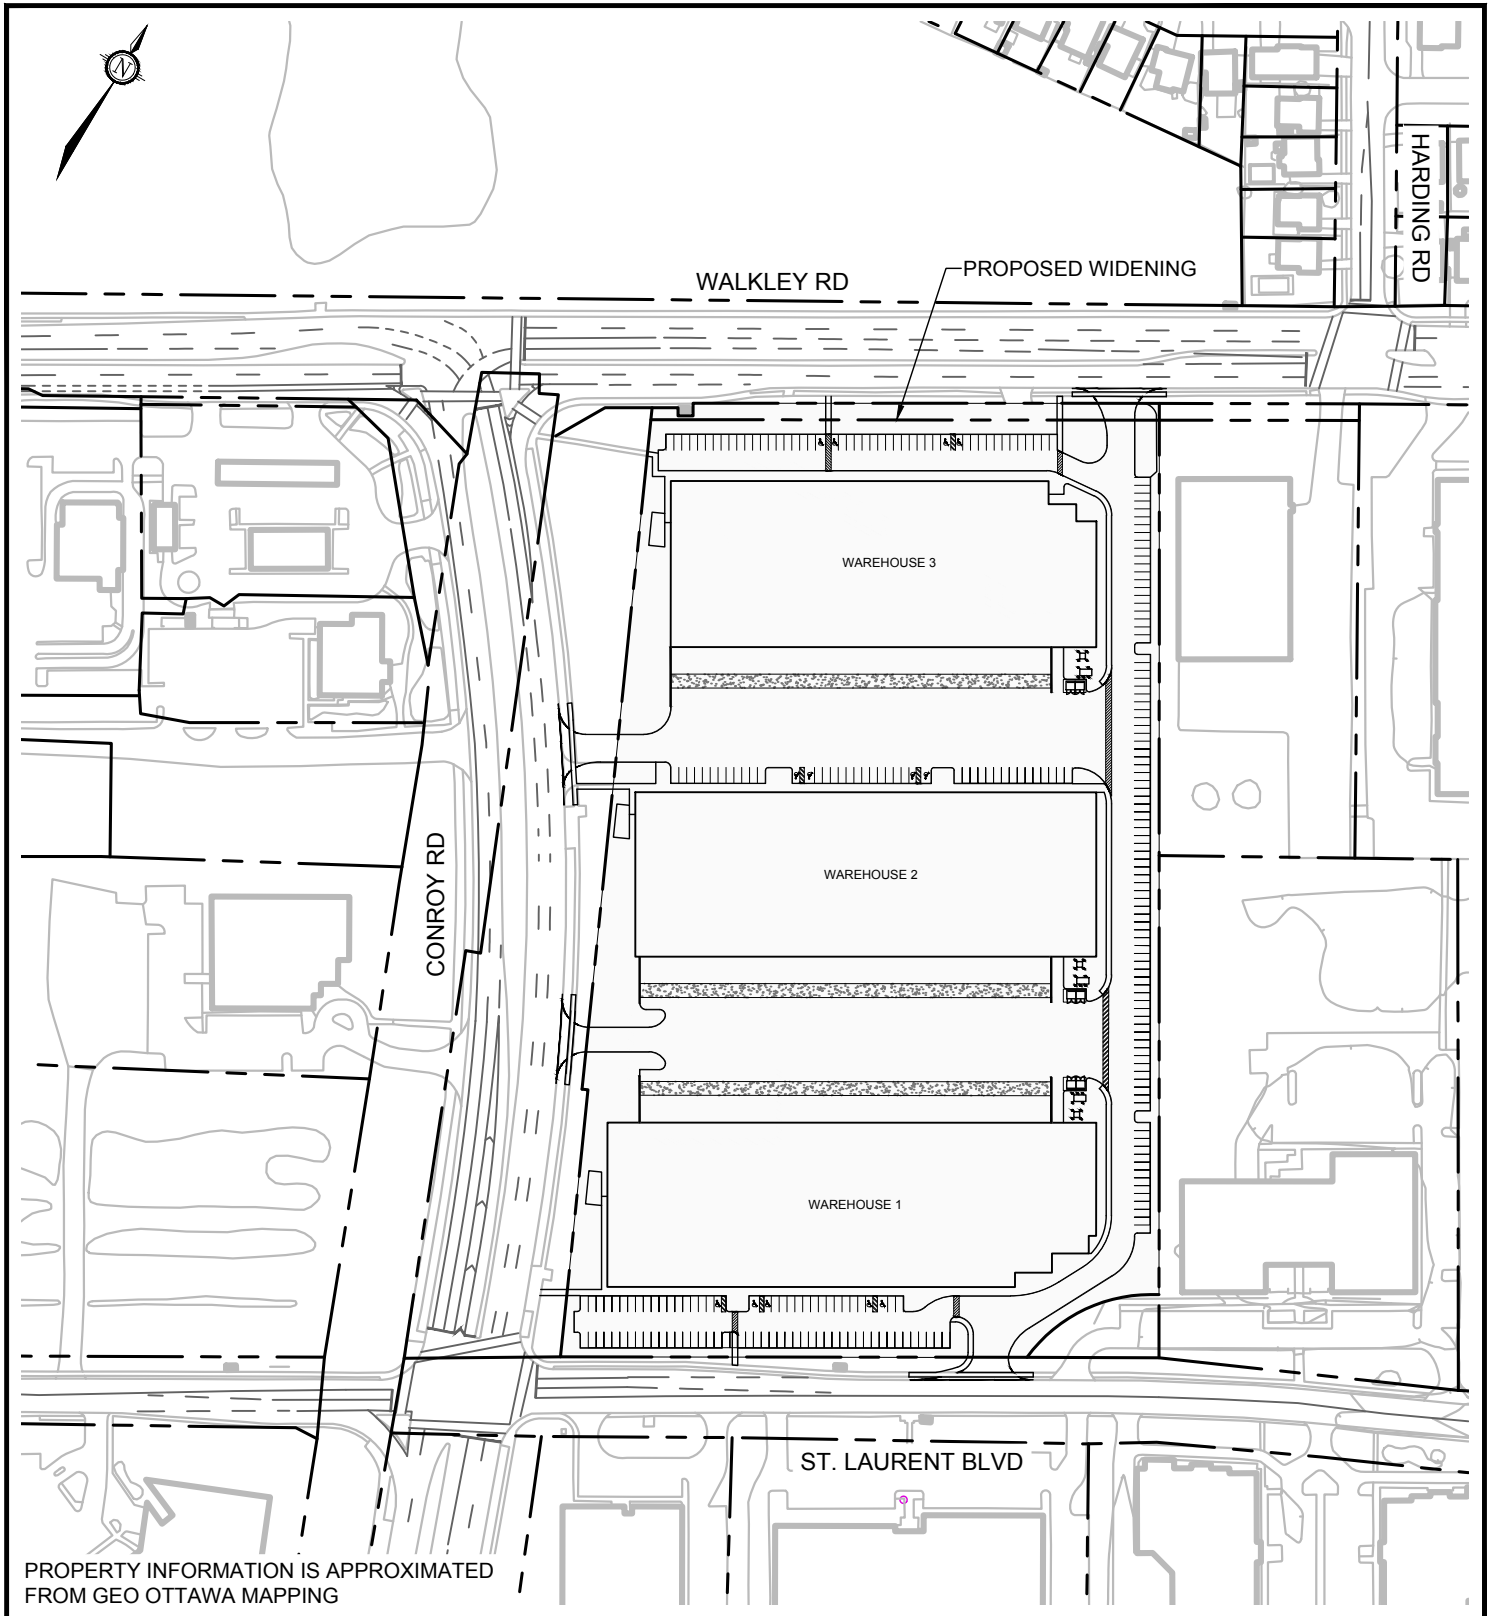 N
HARDING RD
WALKLEY RD
PROPOSED WIDENING
WAREHOUSE 3
CONROY RD
WAREHOUSE 2
WAREHOUSE 1
ST. LAURENT BLVD
PROPERTY INFORMATION IS APPROXIMATED
FROM GEO OTTAWA MAPPING